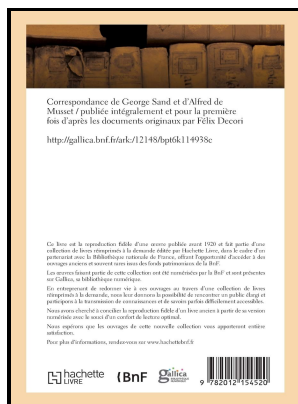 Correspondance de George Sand et d'Alfred de
Musset / publiée intégralement et pour la première
fois d'après les documents originaux par Félix Decori
http://gallica.bnf.fr/ark:/12148/bpt6k114938c
Ce livre est la reproduction fidèle d'une œuvre publiée avant 1920 et fait partie d'une
collection de livres réimprimés à la demande éditée par Hachette Livre, dans le cadre d'un
partenariat avec la Bibliothèque nationale de France, offrant l'opportunité d'accéder à des
ouvrages anciens et souvent rares issus des fonds patrimoniaux de la BnF.
Les œuvres faisant partie de cette collection ont été numérisées par la BnF et sont présentes
sur Gallica, sa bibliothèque numérique.
En entreprenant de redonner vie à ces ouvrages au travers d'une collection de livres
réimprimés à la demande, nous leur donnons la possibilité de rencontrer un public élargi et
participons à la transmission de connaissances et de savoirs parfois difficilement accessibles.
Nous avons cherché à concilier la reproduction fidèle d'un livre ancien à partir de sa version
numérisée avec le souci d'un confort de lecture optimal.
Nous espérons que les ouvrages de cette nouvelle collection vous apporteront entière
satisfaction.
Pour plus d'informations, rendez-vous sur www.hachettebnf.fr
hachette
LIVRE
BnF
gallica
9 782012 154520